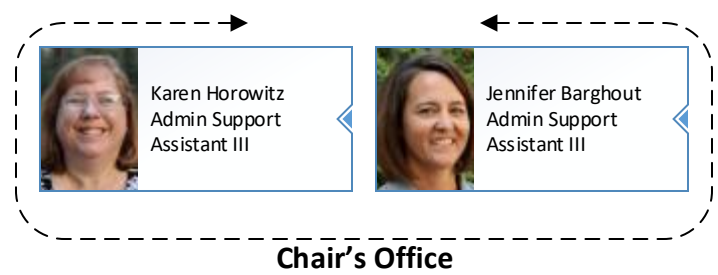 Karen Horowitz
Admin Support
Assistant III
Jennifer Barghout
Admin Support
Assistant III
Chair's Office